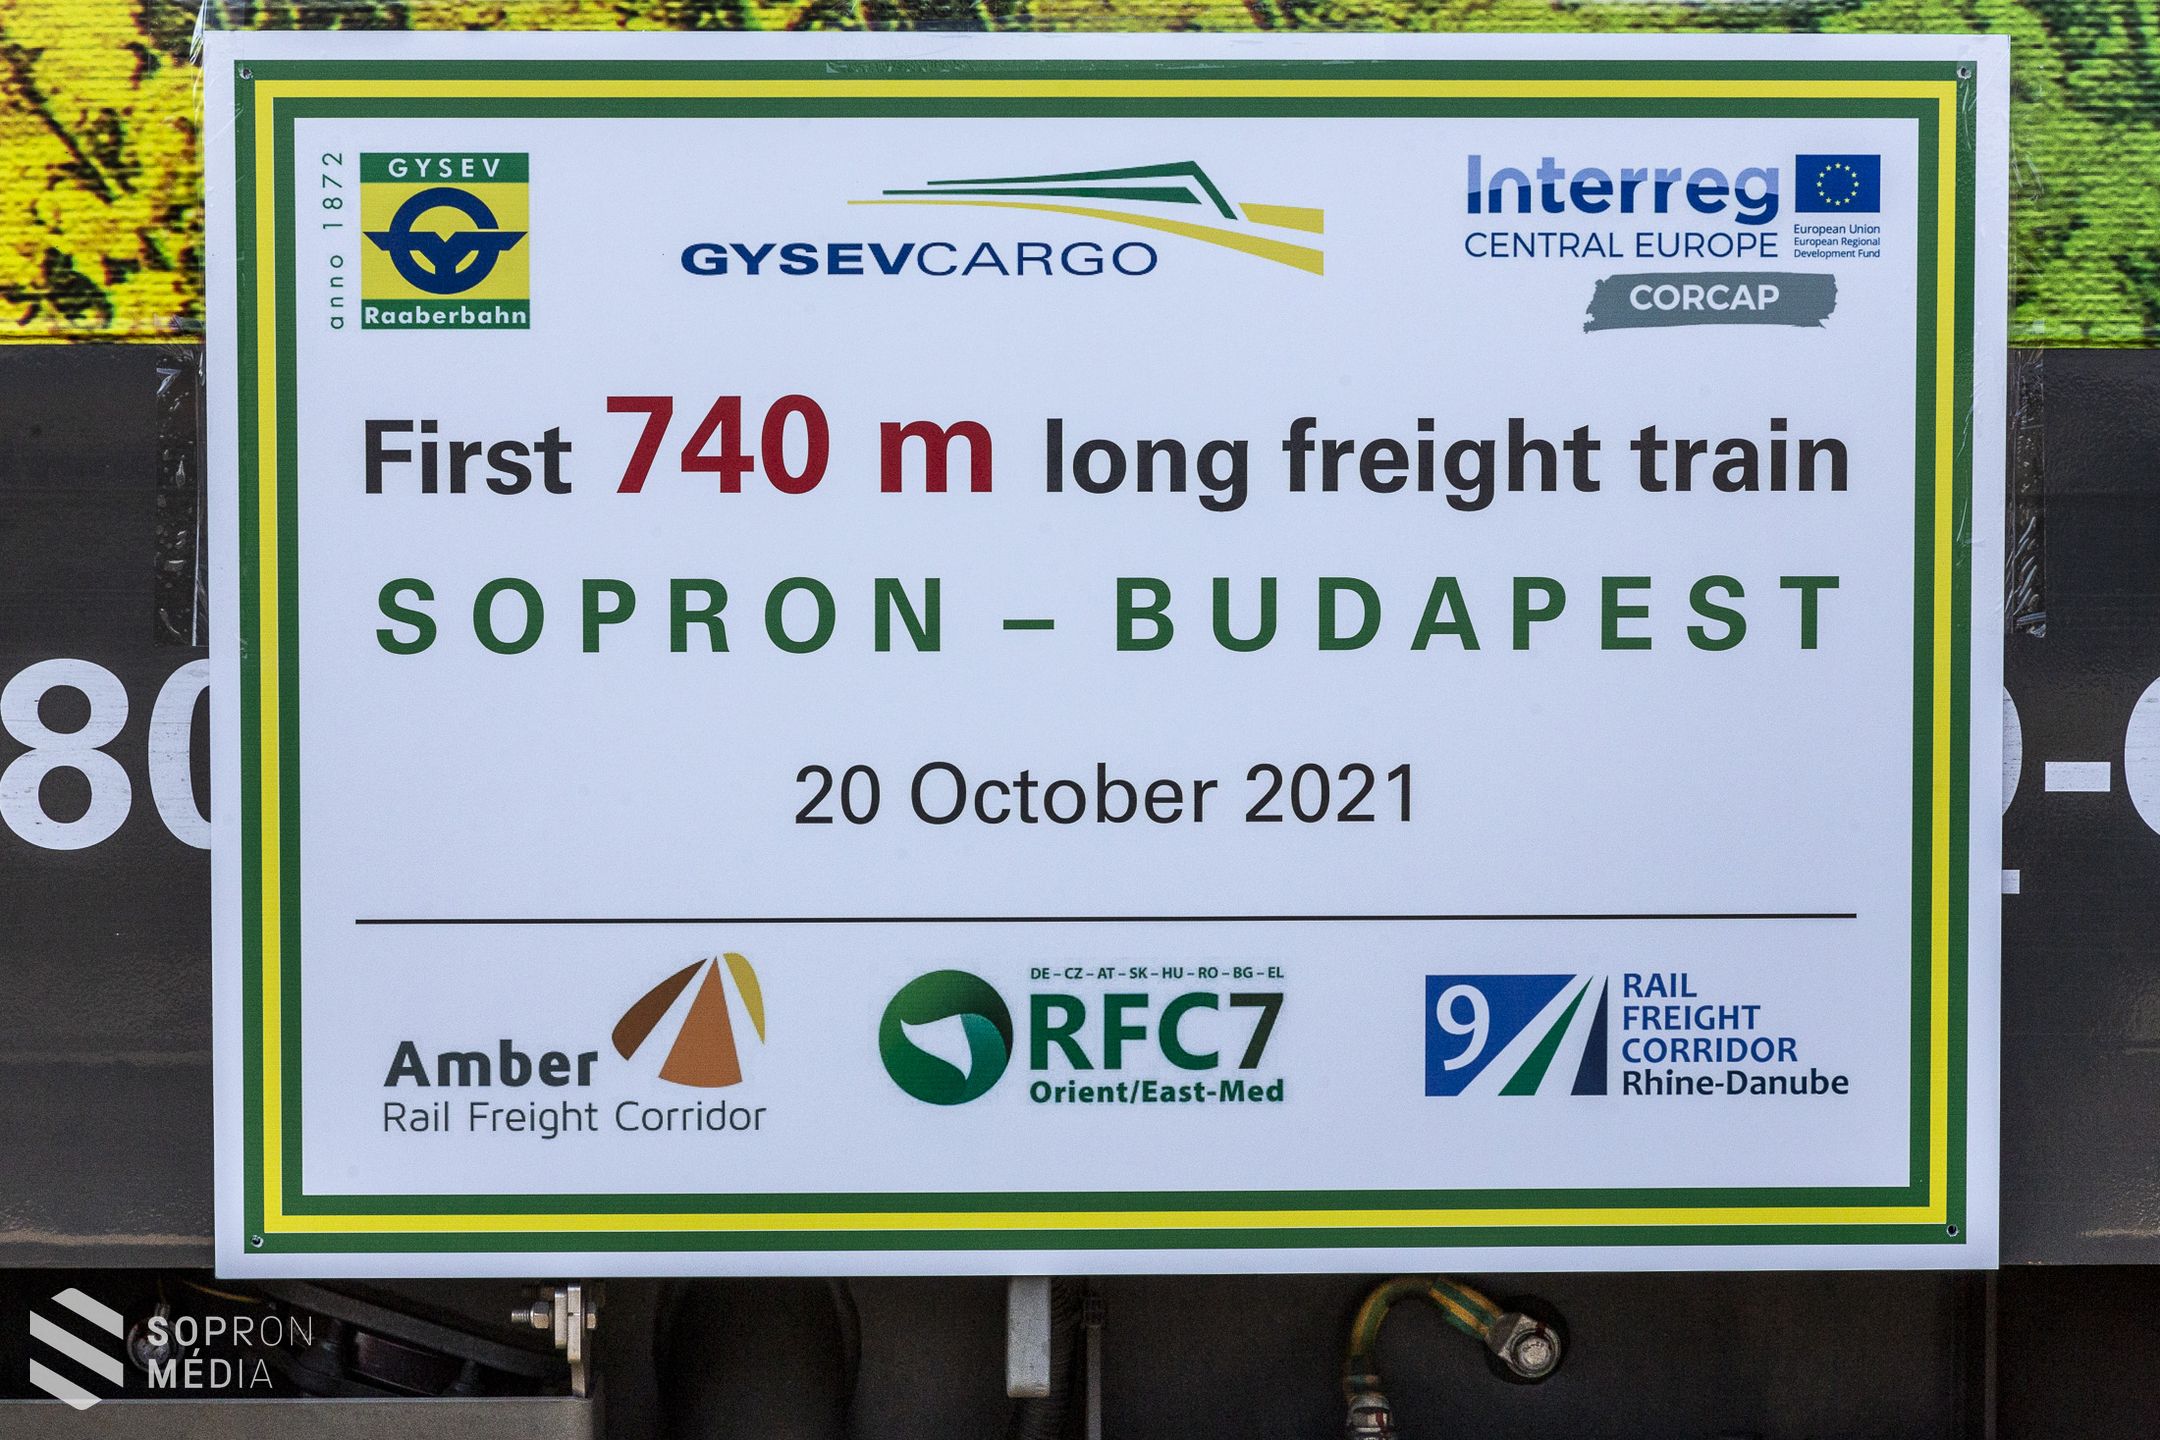 anno 1872
GYSEV
Raaberbahn
GYSEVCARGO
Interreg
CENTRAL EUROPE
European Union
European Regional
Development Fund
CORCAP
First 740 m long freight train
SOPRON – BUDAPEST
20 October 2021
Amber
Rail Freight Corridor
DE – CZ – AT – SK – HU – RO – BG – EL
RFC7
Orient/East-Med
9
RAIL
FREIGHT
CORRIDOR
Rhine-Danube
80
SOPRON
MÉDIA